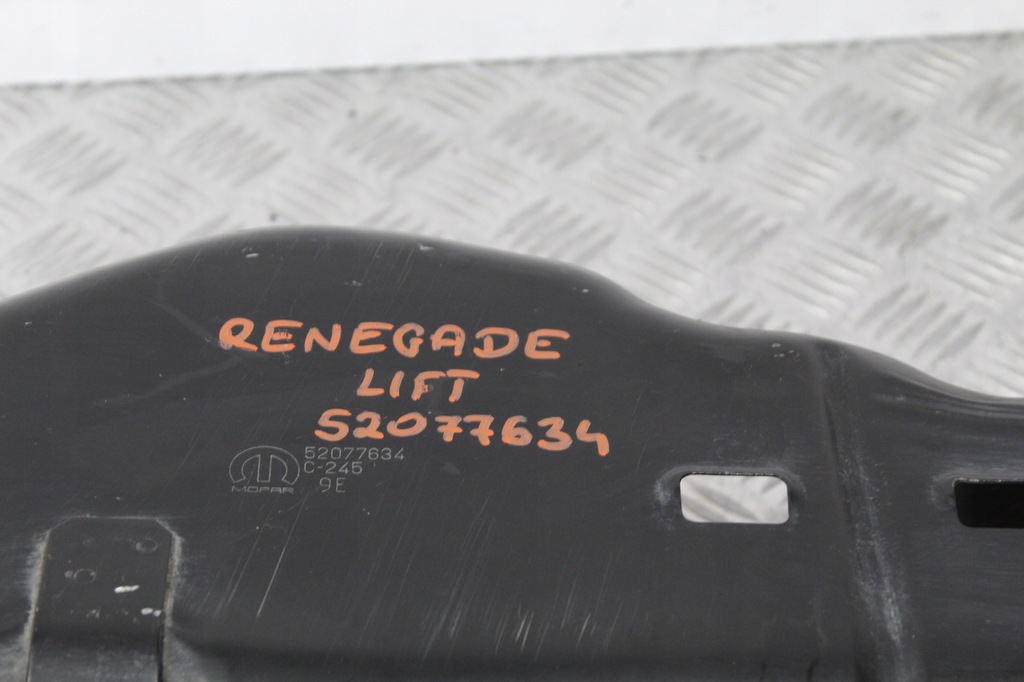 RENEGADE
LIFT
52077634
52077634
C-245
MOPAR 9E